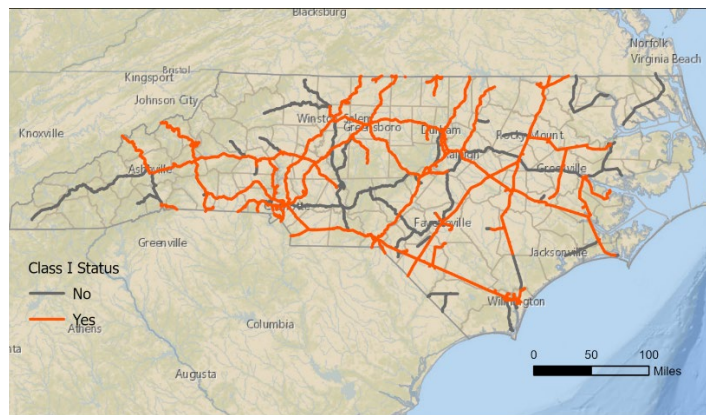 Blacksburg
Norfolk
Virginia Beach
Bristol
Kingsport
Johnson City
Winston-Salem
Greensboro
Durham
Rocky Mount
Knoxville
Asheville
Greenville
Fayetteville
Greenville
Jacksonville
Class I Status
No
Yes
Wilmington
Columbia
Athens
Augusta
0 50 100
Miles